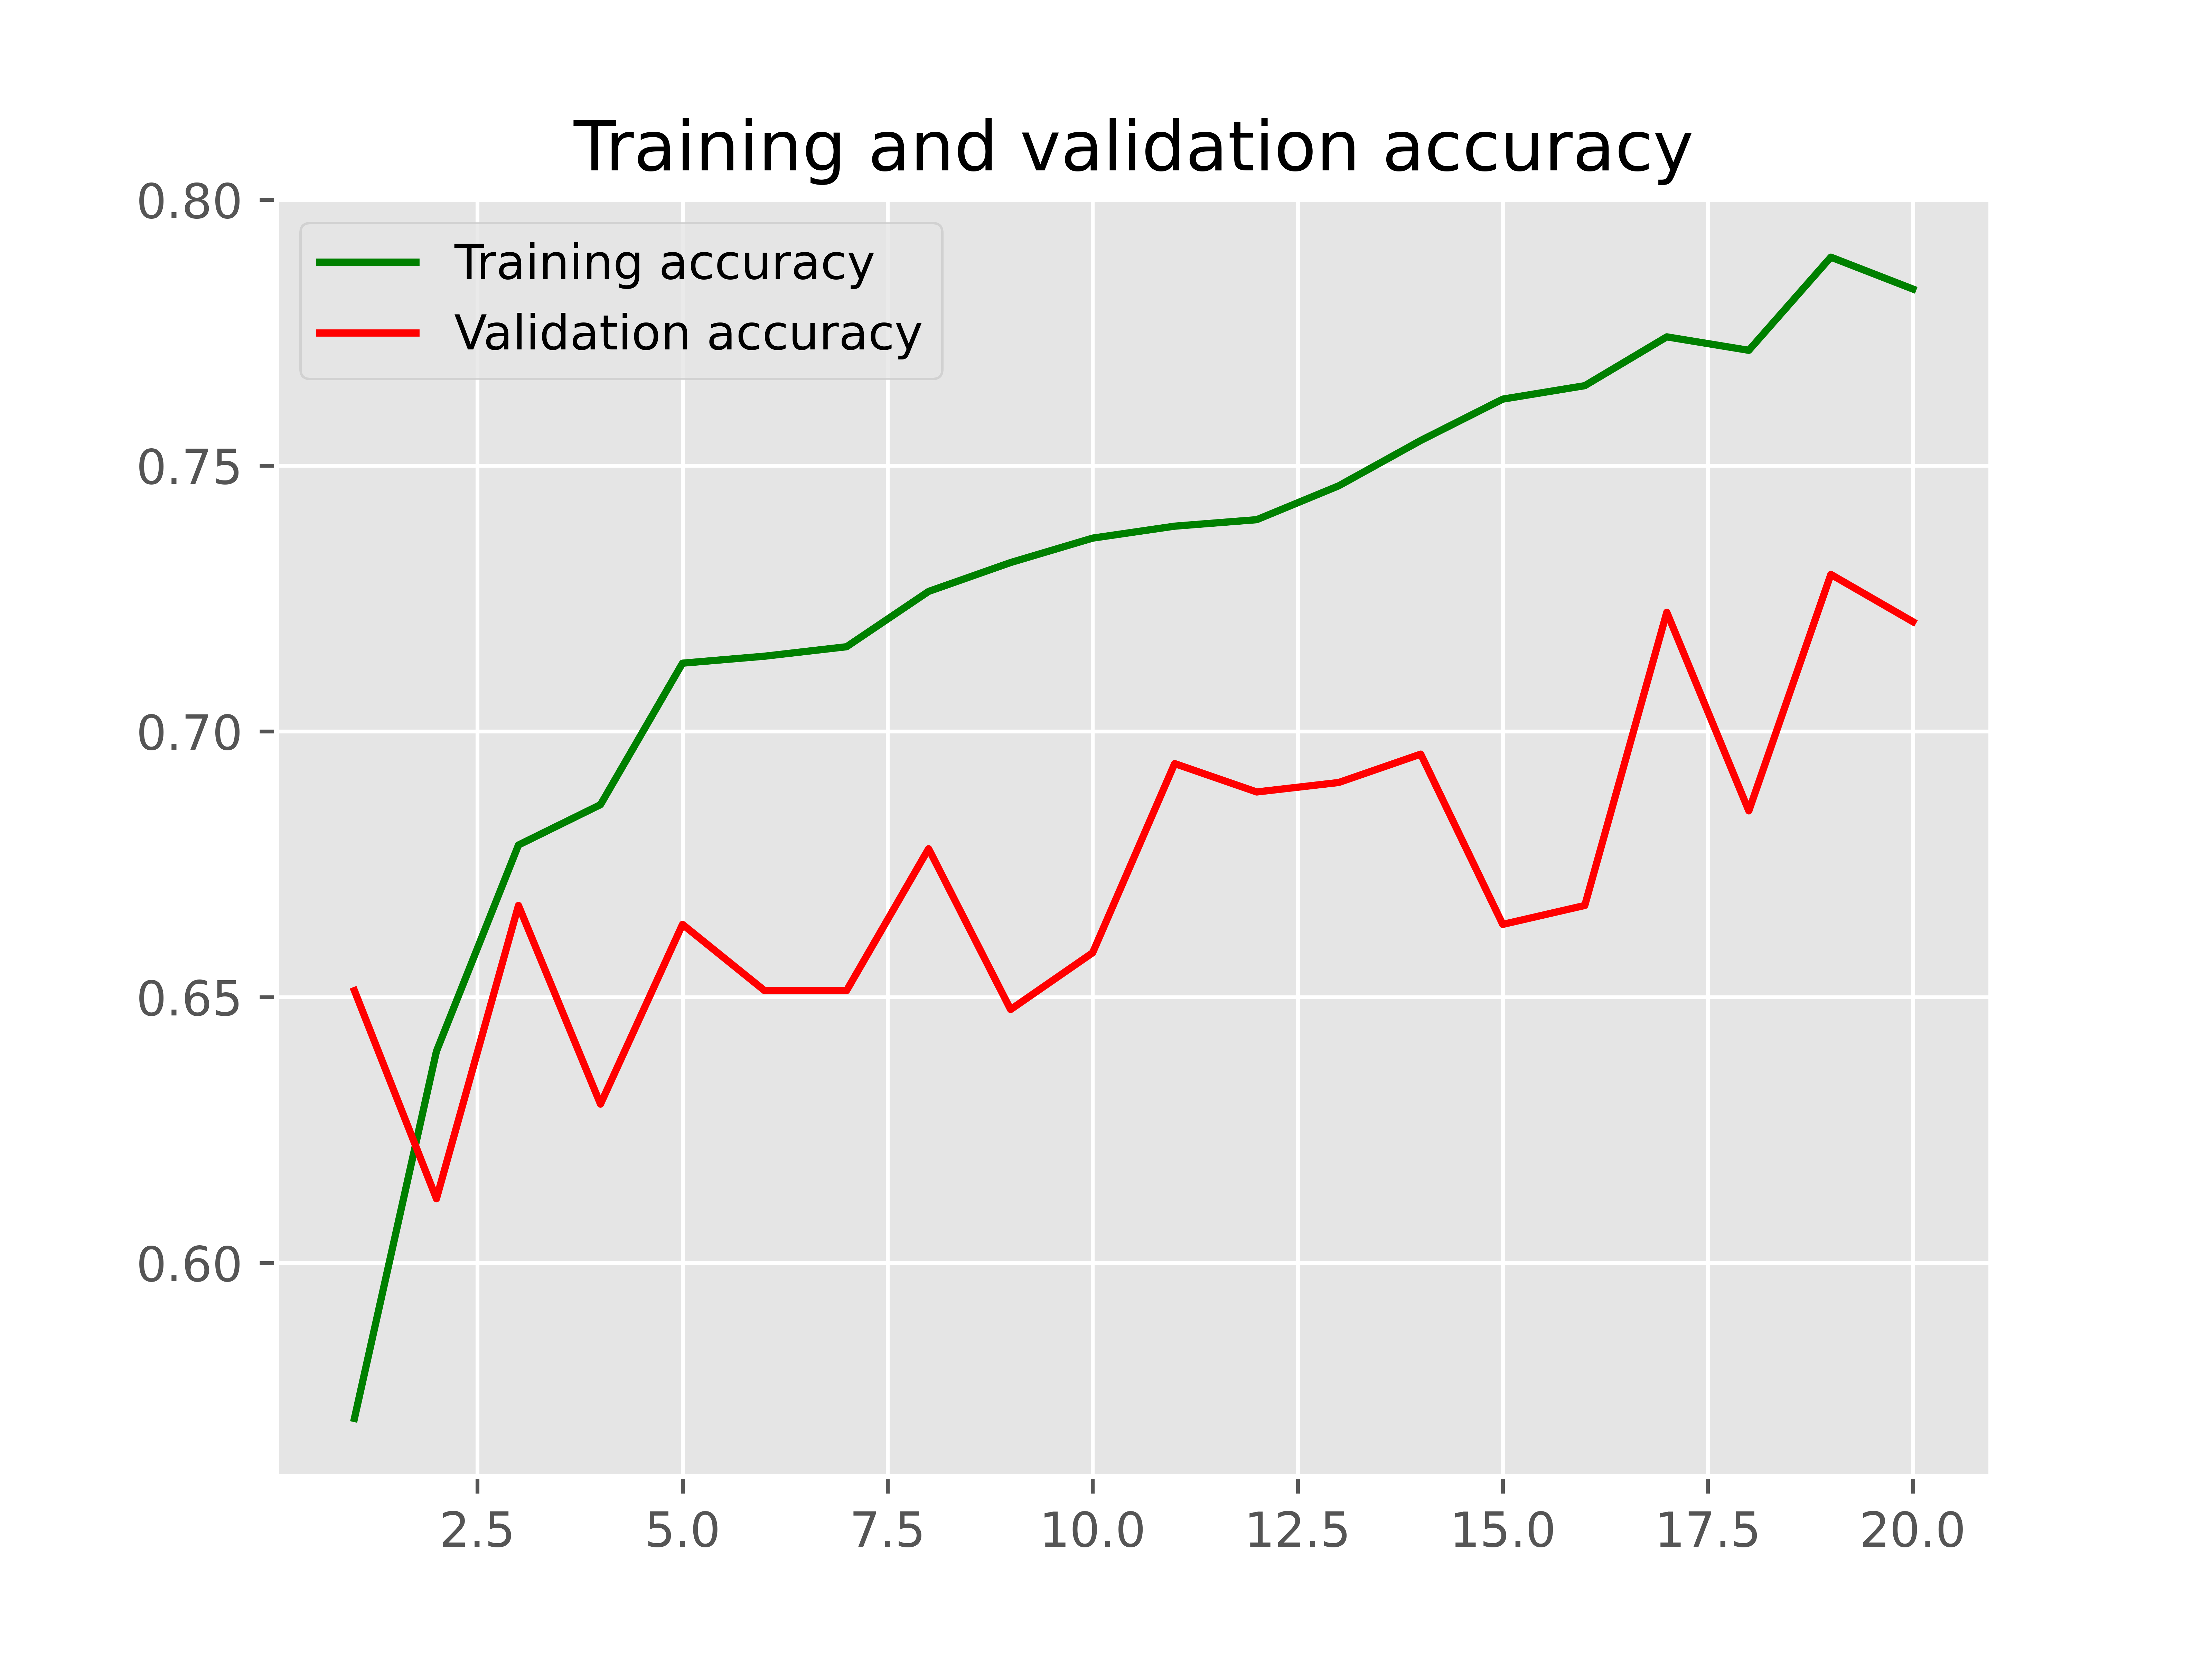 Training and validation accuracy
0.80
Training accuracy
Validation accuracy
0.75
0.70
0.65
0.60
2.5 5.0 7.5 10.0 12.5 15.0 17.5 20.0